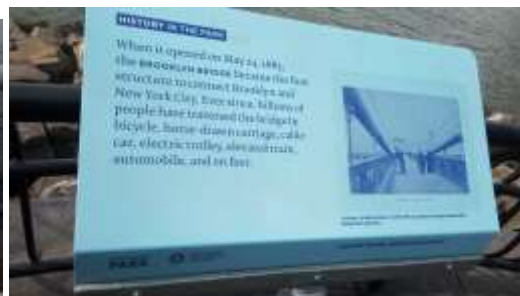 HISTORY IN THE PARK
When it opened on May 24, 1883,
the BROOKLYN BRIDGE became the first
structure to connect Brooklyn and
New York City. Ever since, billions of
people have traversed the bridge by
bicycle, horse-drawn carriage, cable
car, electric trolley, elevated train,
automobile, and on foot.
PARK